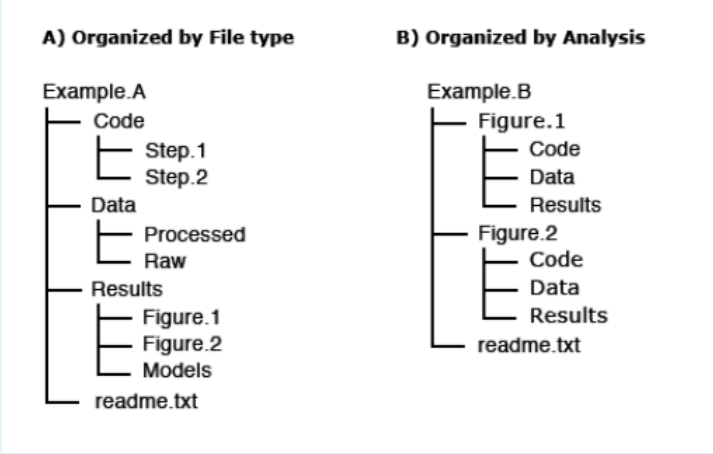 A) Organized by File type
Example.A
Code
Step.1
Step.2
Data
Processed
Raw
Results
Figure.1
Figure.2
Models
readme.txt
B) Organized by Analysis
Example.B
Figure.1
Code
Data
Results
Figure.2
Code
Data
Results
readme.txt